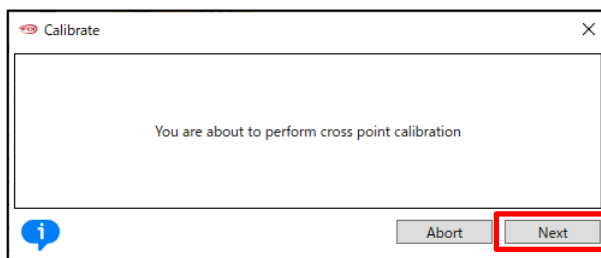 Calibrate
You are about to perform cross point calibration
Abort Next